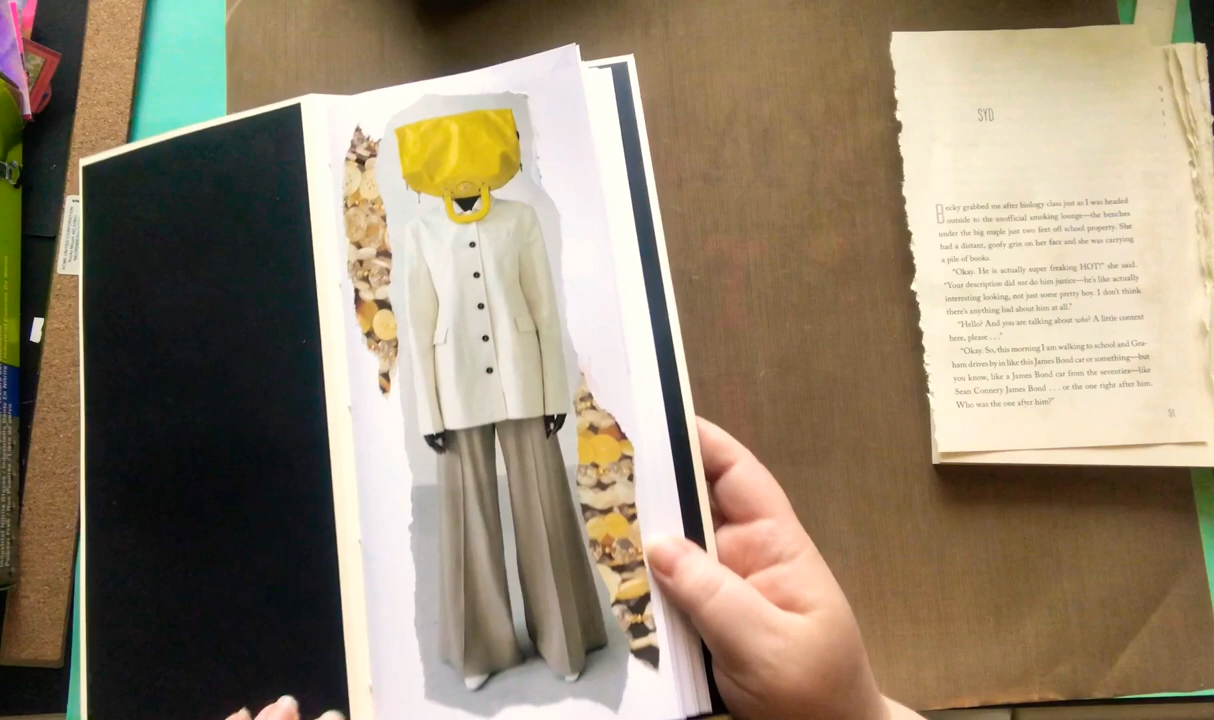 SYD
Becky grabbed me after biology class just as I was headed
outside to the unofficial smoking lounge—the benches
under the big maple just two feet off school property. She
had a distant, goofy grin on her face and she was carrying
a pile of books.
“Okay. He is actually super freaking HOT!” she said.
“Your description did not do him justice—he’s like actually
interesting looking, not just some pretty boy. I don’t think
there’s anything bad about him at all.”
“Hello? And you are talking about who? A little context
here, please . . .”
“Okay. So, this morning I am walking to school and Gra-
ham drives by in like this James Bond car or something—but
you know, like a James Bond car from the seventies—like
Sean Connery James Bond . . . or the one right after him.
Who was the one after him?”
51